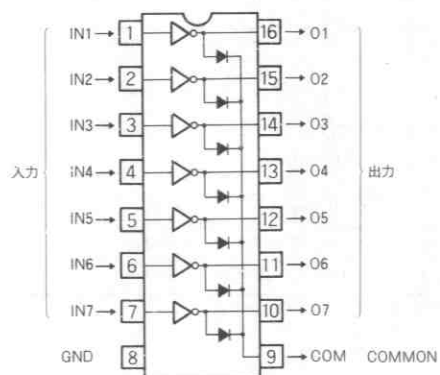 IN1→ 1 16 →O1
IN2→ 2 15 →O2
IN3→ 3 14 →O3
入力 iN4→ 4 13 →O4 出力
IN5→ 5 12 →O5
IN6→ 6 11 →O6
IN7→ 7 10 →O7
GND 8 9 →COM COMMON